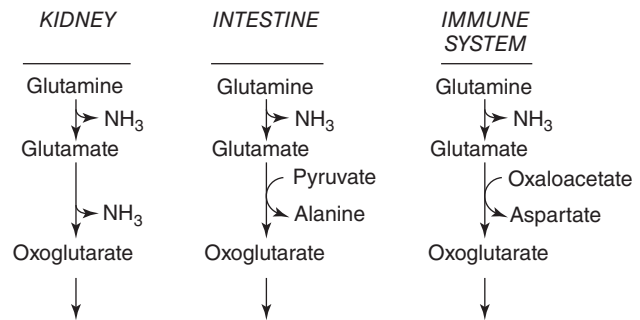 KIDNEY
Glutamine
NH3
Glutamate
NH3
Oxoglutarate
INTESTINE
Glutamine
NH3
Glutamate
Pyruvate
Alanine
Oxoglutarate
IMMUNE
SYSTEM
Glutamine
NH3
Glutamate
Oxaloacetate
Aspartate
Oxoglutarate